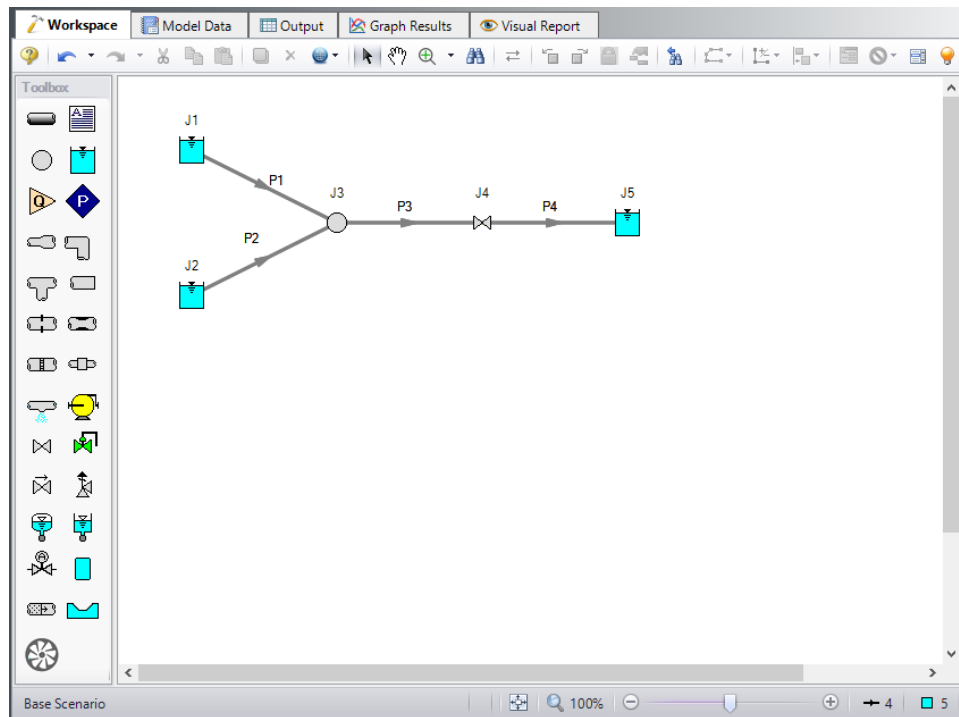 Workspace Model Data Output Graph Results Visual Report
Toolbox
A
Q P
A
J1
P1
J3 J4 J5
P3 P4
P2
J2
Base Scenario 100% 4 5